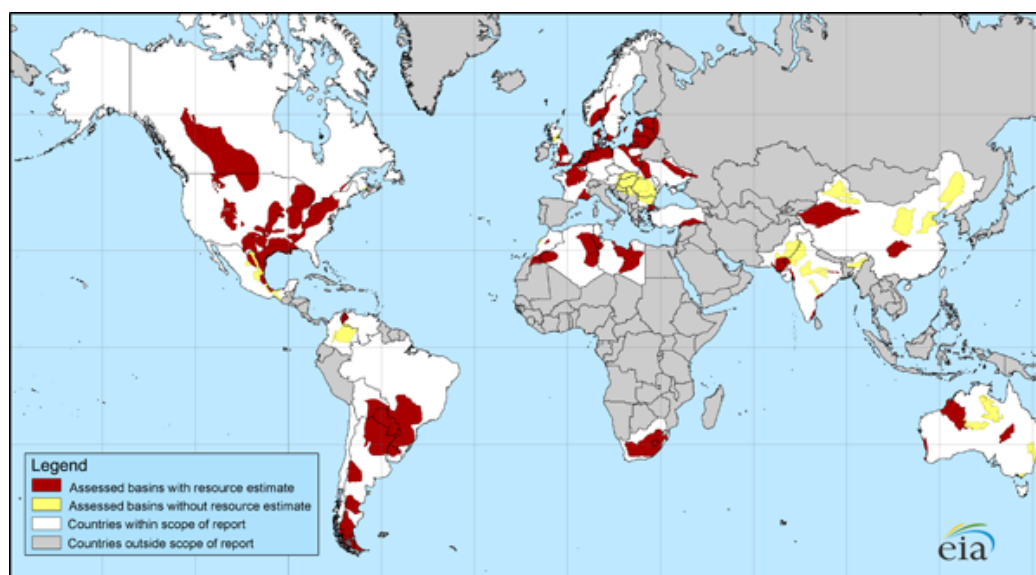 Legend
Assessed basins with resource estimate
Assessed basins without resource estimate
Countries within scope of report
Countries outside scope of report
eia